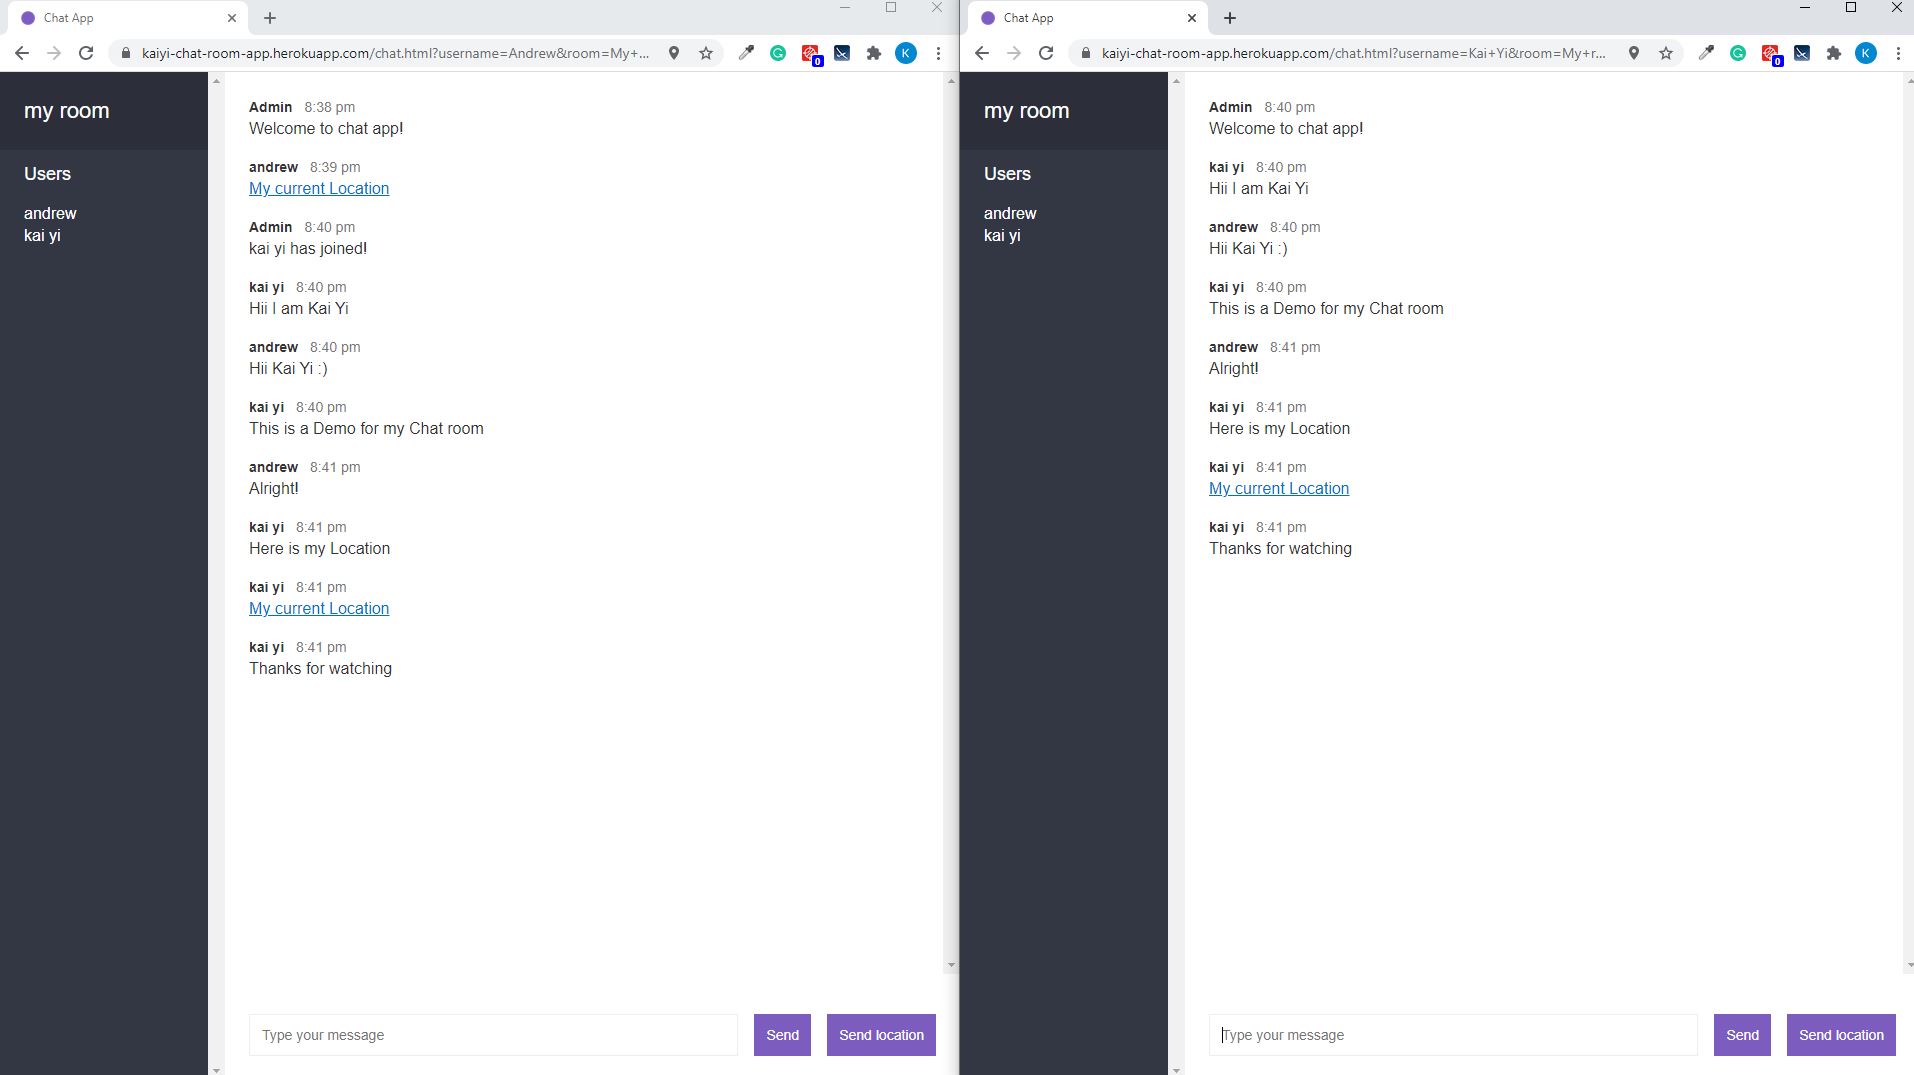 Chat App
kaiyi-chat-room-app.herokuapp.com/chat.html?username=Andrew&room=My+...
0
K
my room
Users
andrew
kai yi
Admin 8:38 pm
Welcome to chat app!
andrew 8:39 pm
My current Location
Admin 8:40 pm
kai yi has joined!
kai yi 8:40 pm
Hii I am Kai Yi
andrew 8:40 pm
Hii Kai Yi :)
kai yi 8:40 pm
This is a Demo for my Chat room
andrew 8:41 pm
Alright!
kai yi 8:41 pm
Here is my Location
kai yi 8:41 pm
My current Location
kai yi 8:41 pm
Thanks for watching
Type your message
Send
Send location
Chat App
kaiyi-chat-room-app.herokuapp.com/chat.html?username=Kai+Yi&room=My+r...
0
K
my room
Users
andrew
kai yi
Admin 8:40 pm
Welcome to chat app!
kai yi 8:40 pm
Hii I am Kai Yi
andrew 8:40 pm
Hii Kai Yi :)
kai yi 8:40 pm
This is a Demo for my Chat room
andrew 8:41 pm
Alright!
kai yi 8:41 pm
Here is my Location
kai yi 8:41 pm
My current Location
kai yi 8:41 pm
Thanks for watching
Type your message
Send
Send location